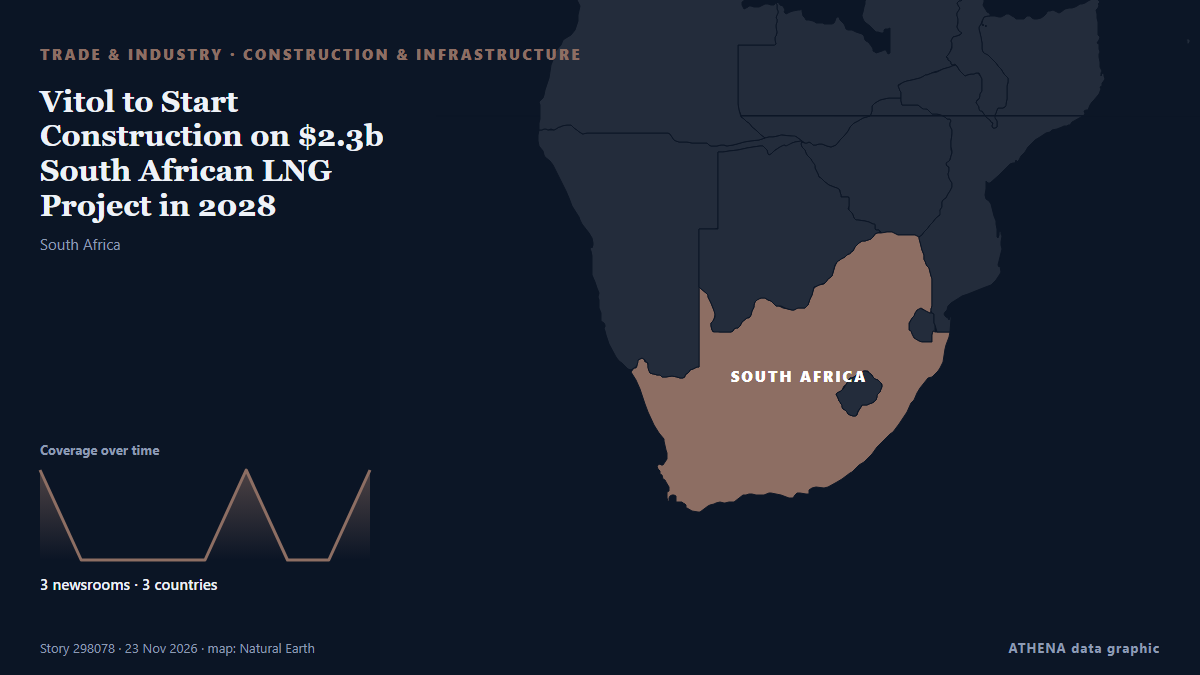 TRADE & INDUSTRY · CONSTRUCTION & INFRASTRUCTURE
Vitol to Start
Construction on $2.3b
South African LNG
Project in 2028
South Africa
SOUTH AFRICA
Coverage over time
3 newsrooms · 3 countries
Story 298078 · 23 Nov 2026 · map: Natural Earth
ATHENA data graphic